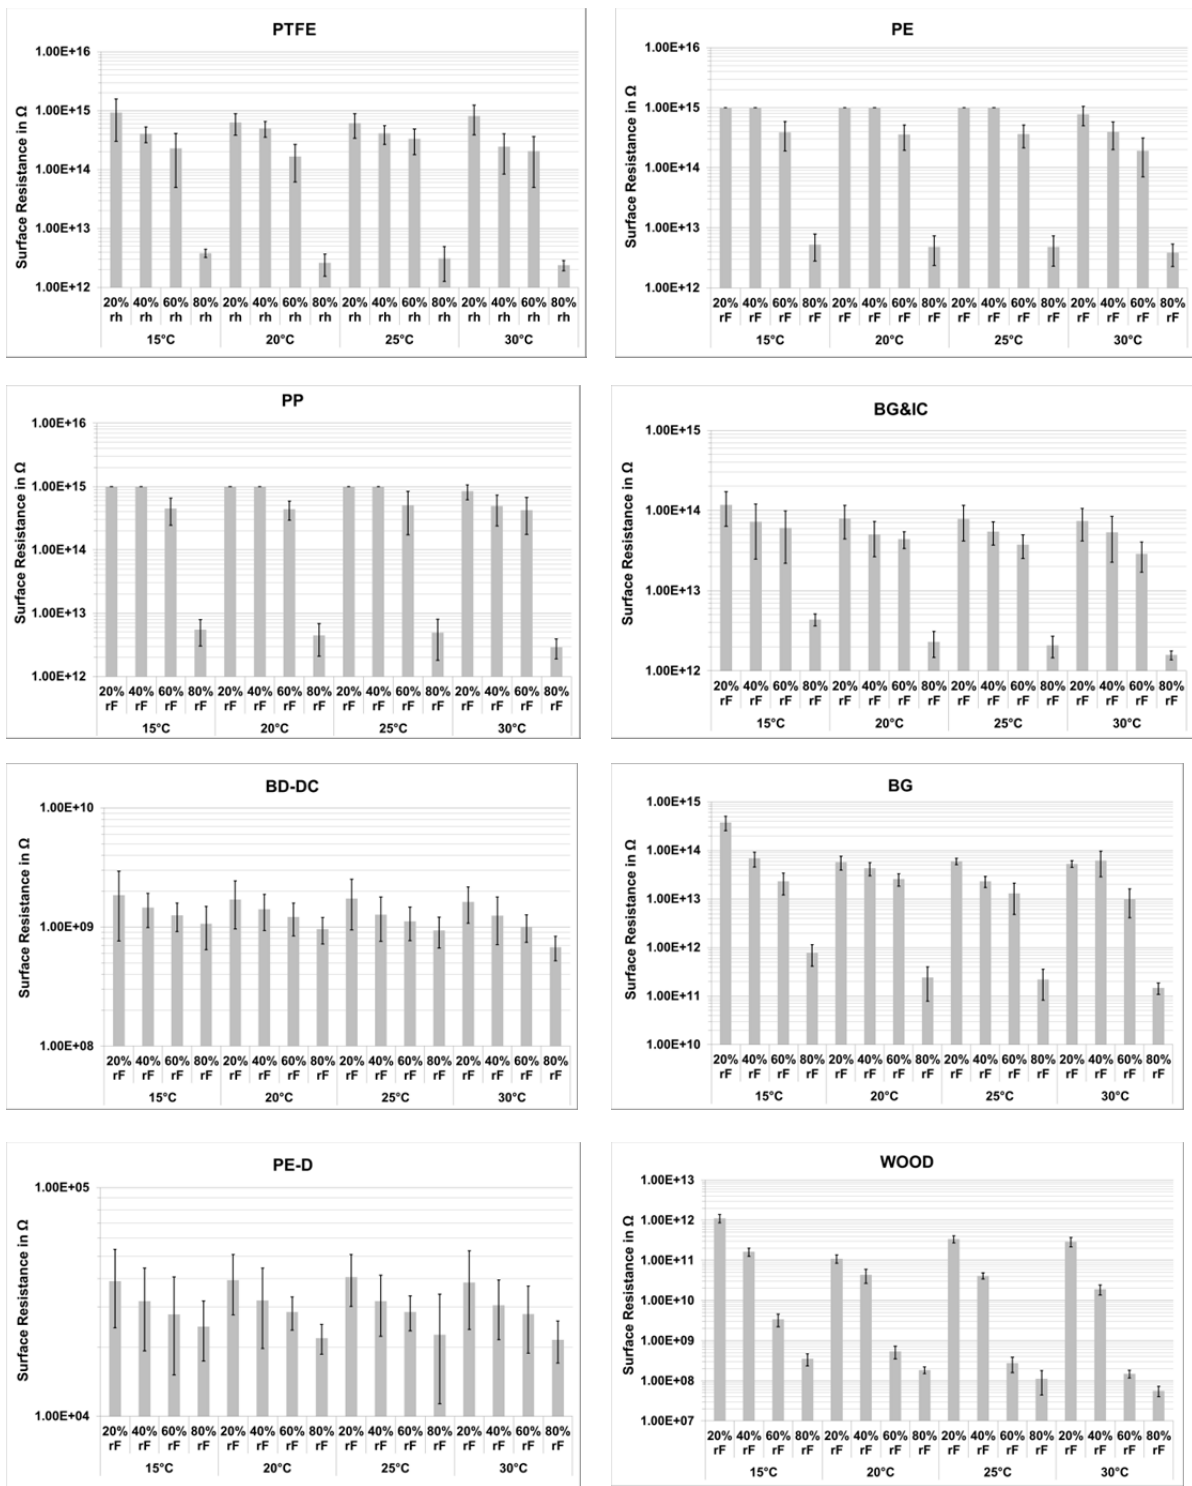 PTFE
Surface Resistance in Ω
1.00E+16
1.00E+15
1.00E+14
1.00E+13
1.00E+12
20% 40% 60% 80% 20% 40% 60% 80% 20% 40% 60% 80% 20% 40% 60% 80%
rh rh rh rh rh rh rh rh rh rh rh rh rh rh rh rh
15°C 20°C 25°C 30°C
PE
Surface Resistance in Ω
1.00E+16
1.00E+15
1.00E+14
1.00E+13
1.00E+12
20% 40% 60% 80% 20% 40% 60% 80% 20% 40% 60% 80% 20% 40% 60% 80%
rF rF rF rF rF rF rF rF rF rF rF rF rF rF rF rF
15°C 20°C 25°C 30°C
PP
Surface Resistance in Ω
1.00E+16
1.00E+15
1.00E+14
1.00E+13
1.00E+12
20% 40% 60% 80% 20% 40% 60% 80% 20% 40% 60% 80% 20% 40% 60% 80%
rF rF rF rF rF rF rF rF rF rF rF rF rF rF rF rF
15°C 20°C 25°C 30°C
BG&IC
Surface Resistance in Ω
1.00E+15
1.00E+14
1.00E+13
1.00E+12
20% 40% 60% 80% 20% 40% 60% 80% 20% 40% 60% 80% 20% 40% 60% 80%
rF rF rF rF rF rF rF rF rF rF rF rF rF rF rF rF
15°C 20°C 25°C 30°C
BD-DC
Surface Resistance in Ω
1.00E+10
1.00E+09
1.00E+08
20% 40% 60% 80% 20% 40% 60% 80% 20% 40% 60% 80% 20% 40% 60% 80%
rF rF rF rF rF rF rF rF rF rF rF rF rF rF rF rF
15°C 20°C 25°C 30°C
BG
Surface Resistance in Ω
1.00E+15
1.00E+14
1.00E+13
1.00E+12
1.00E+11
1.00E+10
20% 40% 60% 80% 20% 40% 60% 80% 20% 40% 60% 80% 20% 40% 60% 80%
rF rF rF rF rF rF rF rF rF rF rF rF rF rF rF rF
15°C 20°C 25°C 30°C
PE-D
Surface Resistance in Ω
1.00E+05
1.00E+04
20% 40% 60% 80% 20% 40% 60% 80% 20% 40% 60% 80% 20% 40% 60% 80%
rF rF rF rF rF rF rF rF rF rF rF rF rF rF rF rF
15°C 20°C 25°C 30°C
WOOD
Surface Resistance in Ω
1.00E+13
1.00E+12
1.00E+11
1.00E+10
1.00E+09
1.00E+08
1.00E+07
20% 40% 60% 80% 20% 40% 60% 80% 20% 40% 60% 80% 20% 40% 60% 80%
rF rF rF rF rF rF rF rF rF rF rF rF rF rF rF rF
15°C 20°C 25°C 30°C